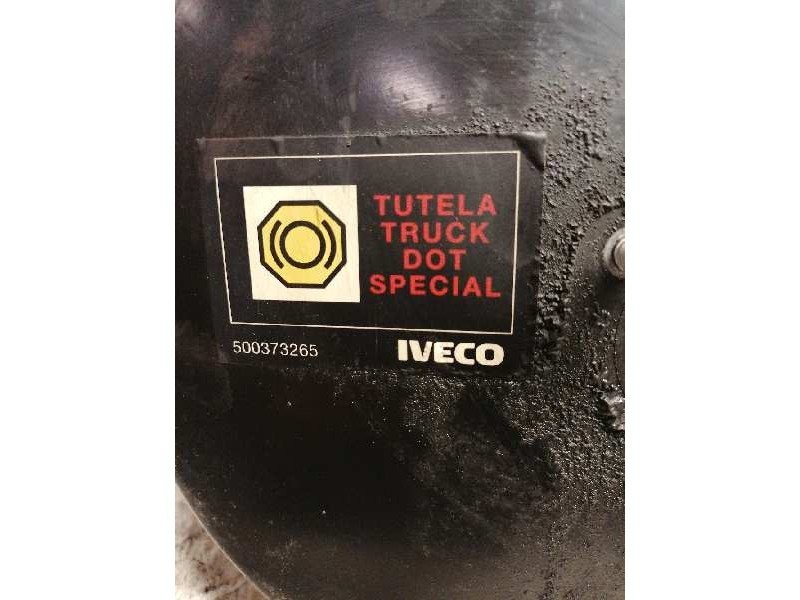 TUTELA
TRUCK
DOT
SPECIAL
500373265 IVECO